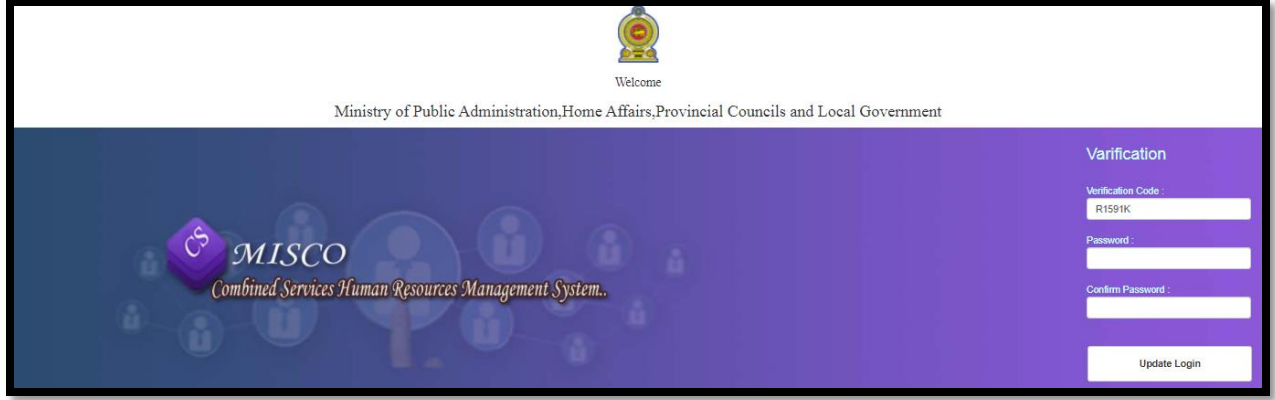 Welcome
Ministry of Public Administration,Home Affairs,Provincial Councils and Local Government
Varification
Verification Code :
R1591K
Password :
Confirm Password :
Update Login
CS
MISCO
Combined Services Human Resources Management System..